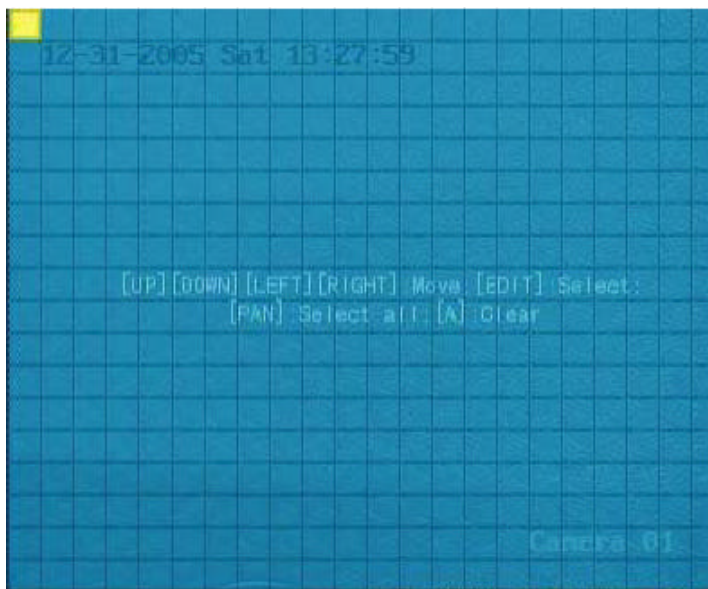 12-31-2005 Sat 13:27:59
[UP][DOWN][LEFT][RIGHT] Move [EDIT] Select;
[PAN] Select all; [A] Clear
Camera 01